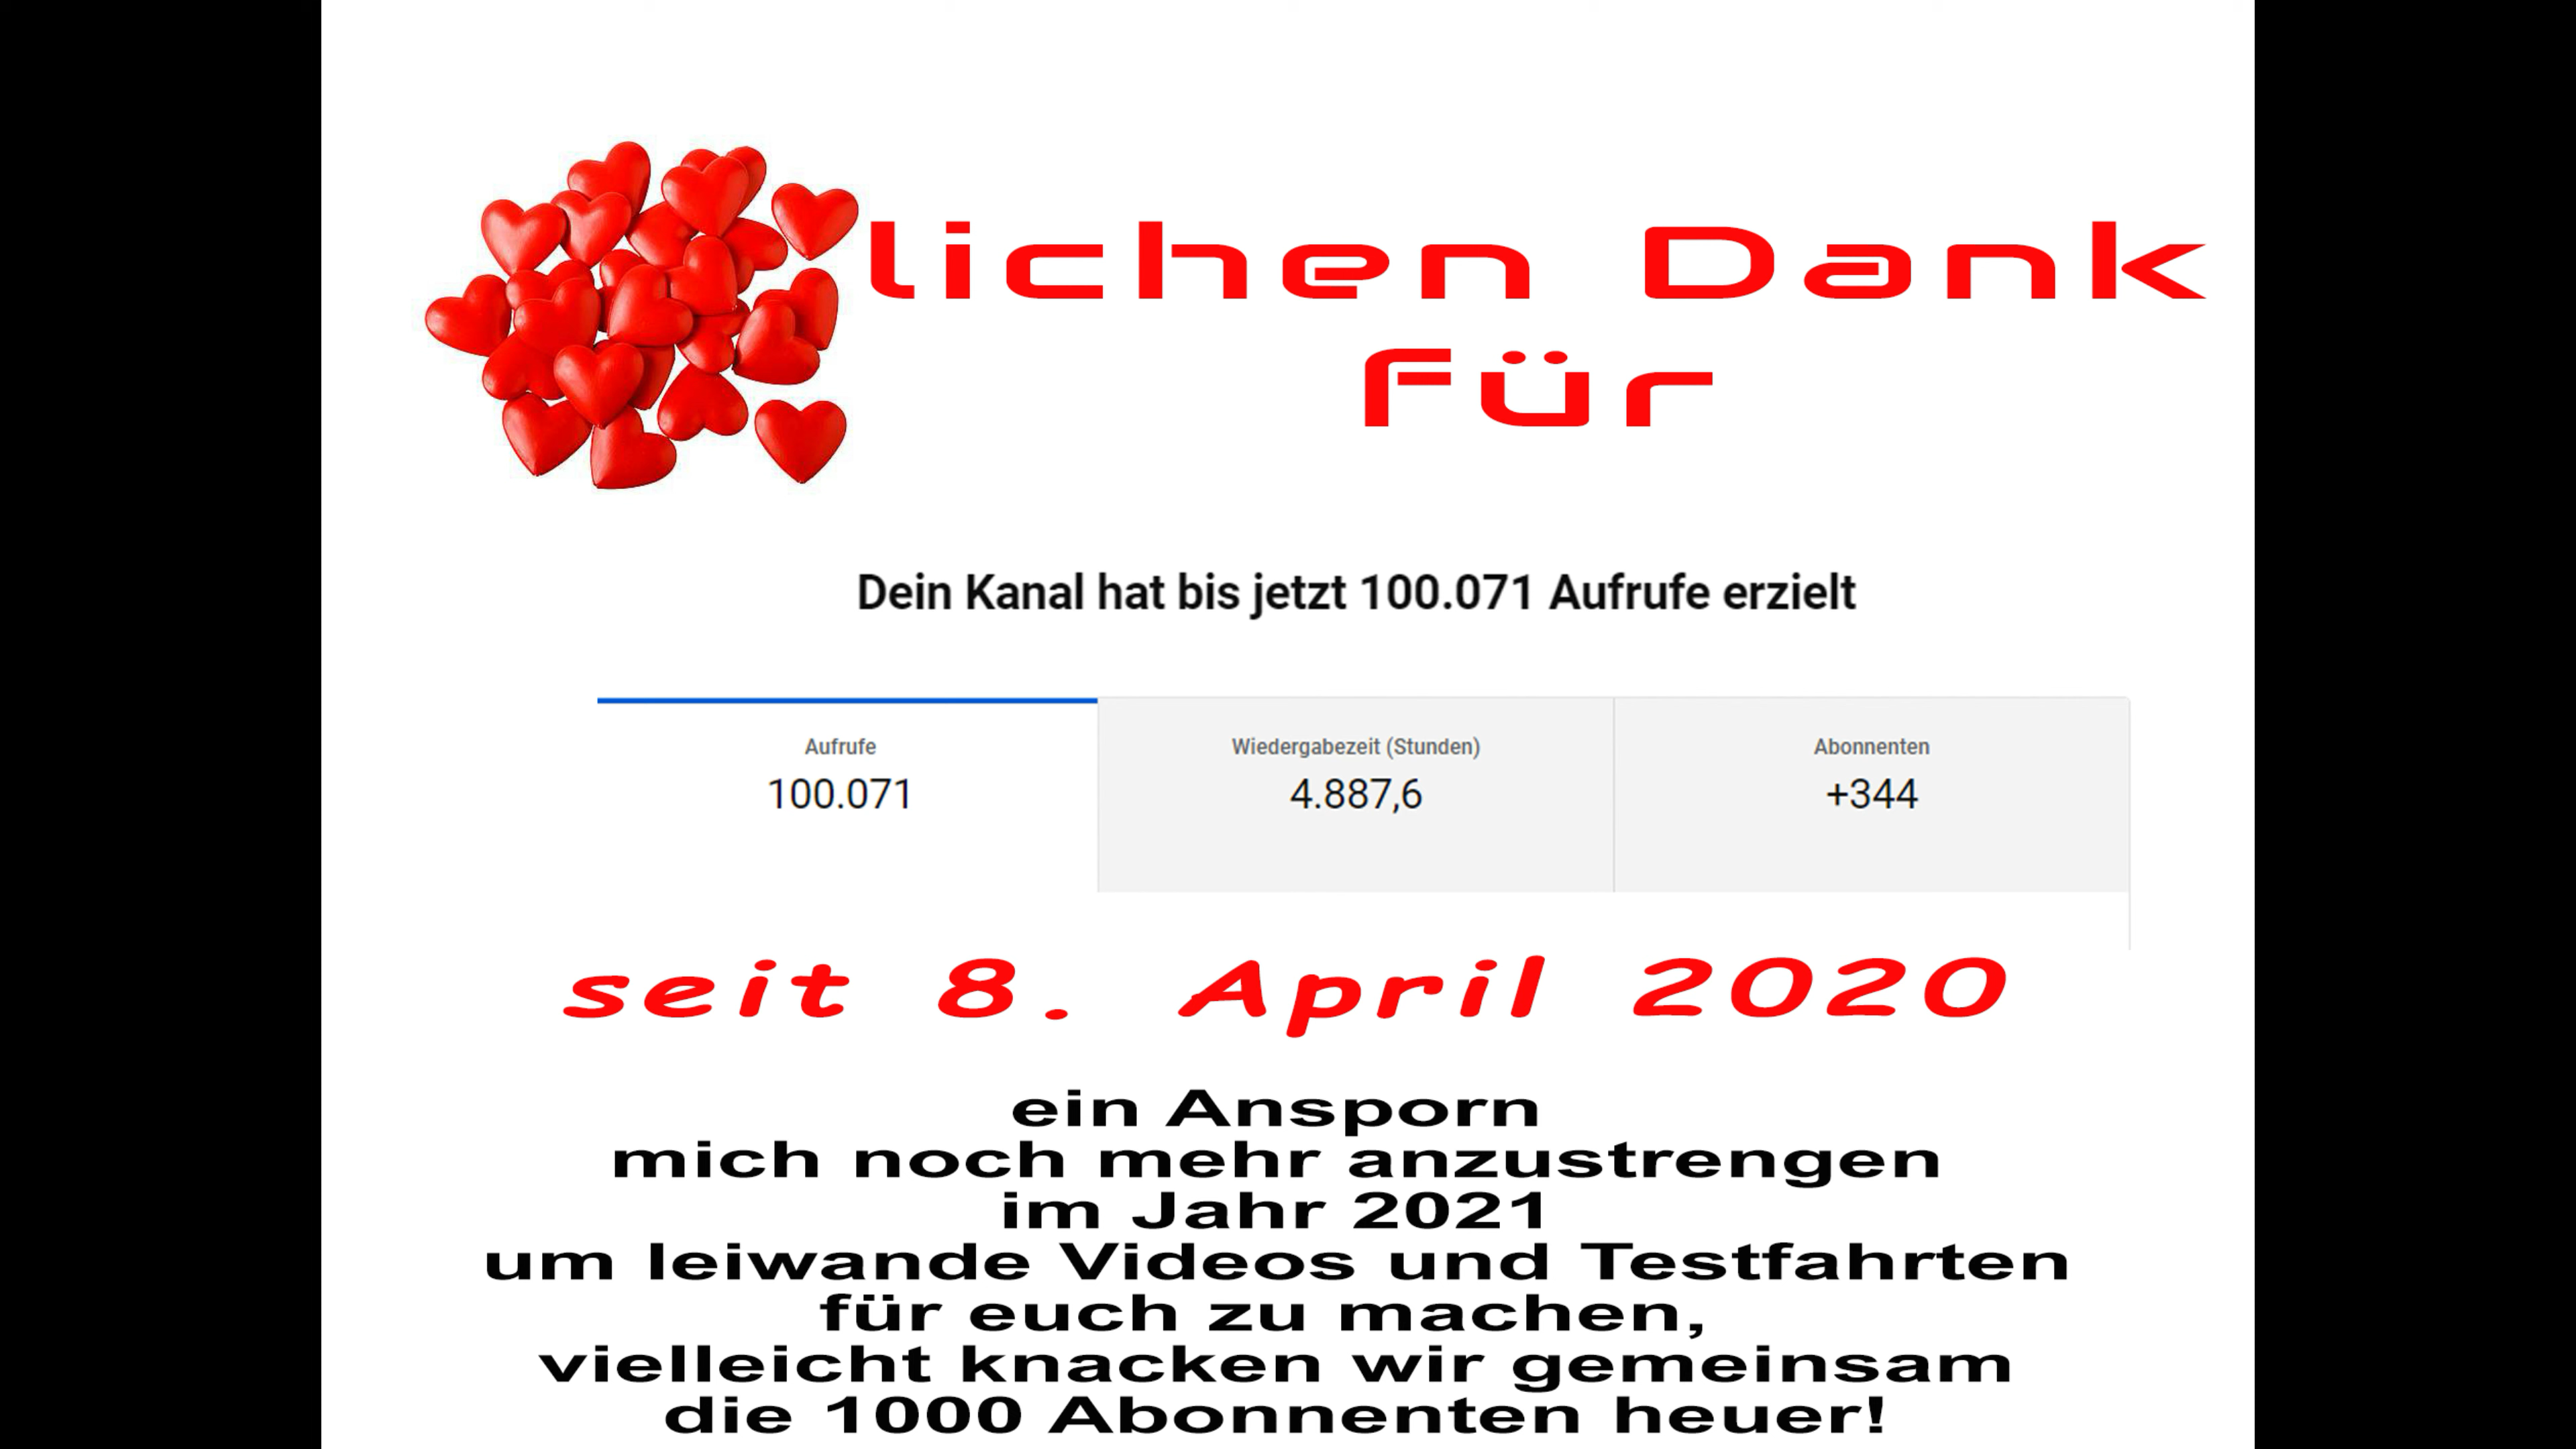 lichen Dank
für
Dein Kanal hat bis jetzt 100.071 Aufrufe erzielt
Aufrufe
100.071
Wiedergabezeit (Stunden)
4.887,6
Abonnenten
+344
seit 8. April 2020
ein Ansporn
mich noch mehr anzustrengen
im Jahr 2021
um leiwande Videos und Testfahrten
für euch zu machen,
vielleicht knacken wir gemeinsam
die 1000 Abonnenten heuer!